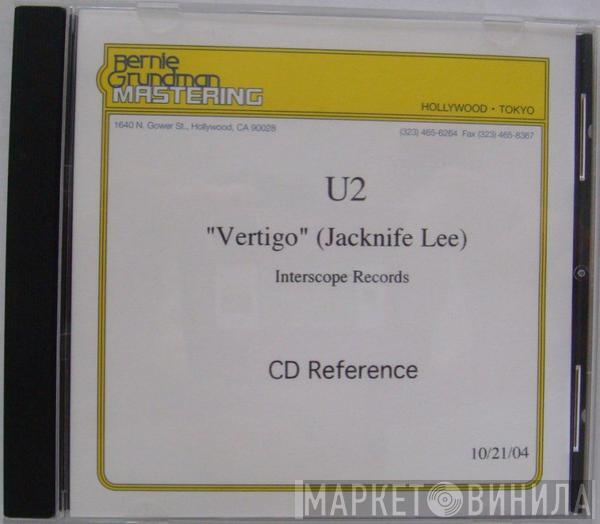 Bernie
Grundman
MASTERING
HOLLYWOOD • TOKYO
1640 N. Gower St., Hollywood, CA 90028
(323) 465-6264 Fax (323) 465-8367
U2
"Vertigo" (Jacknife Lee)
Interscope Records
CD Reference
10/21/04
МАРКЕТ ВИНИЛА